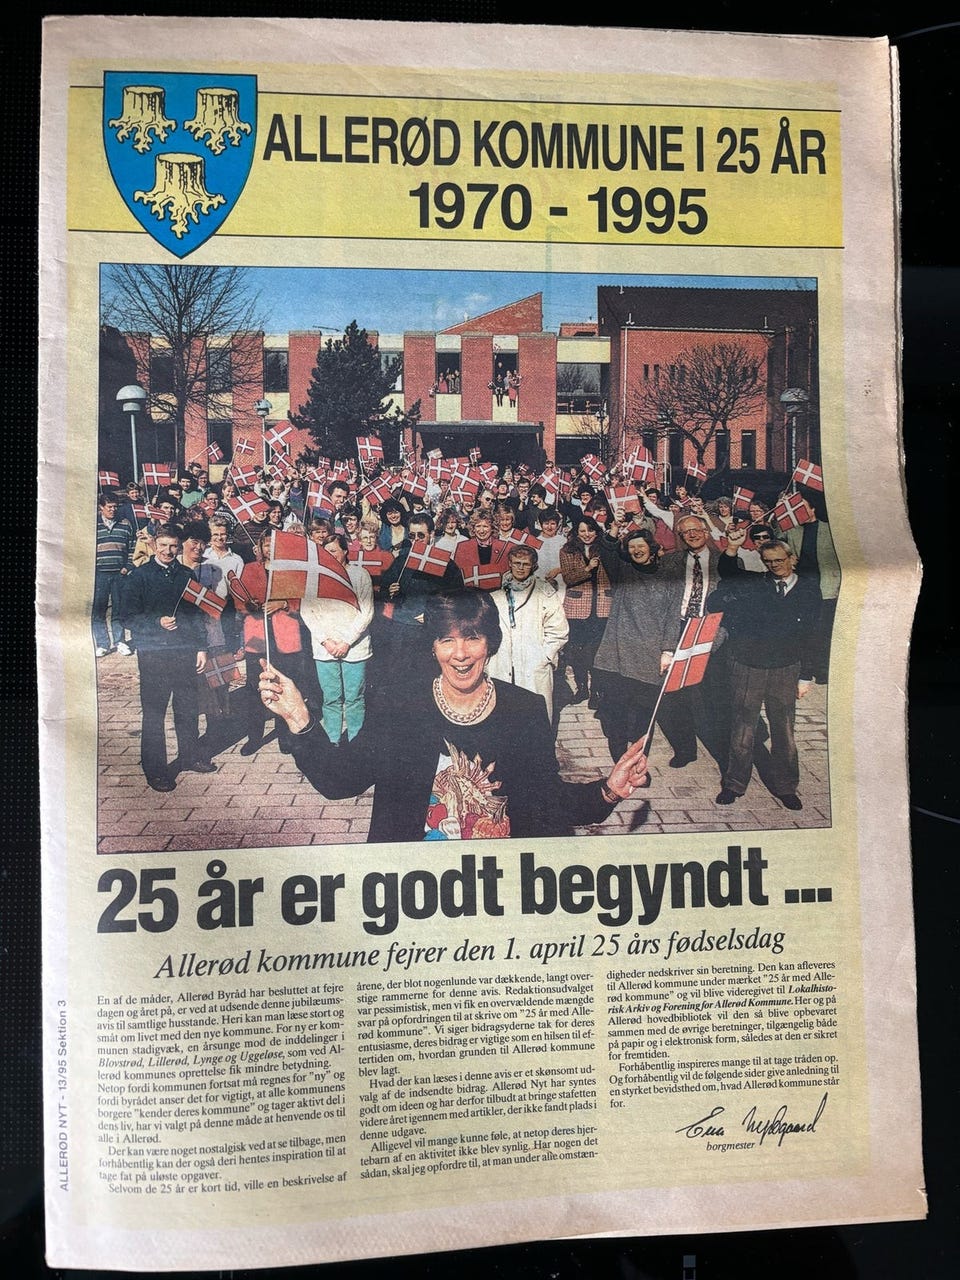 ALLERØD KOMMUNE I 25 ÅR
1970 - 1995
25 år er godt begyndt ...
Allerød kommune fejrer den 1. april 25 års fødselsdag
En af de måder, Allerød Byråd har besluttet at fejre
dagen og året på, er ved at udsende denne jubilæums-
avis til samtlige husstande. Heri kan man læse stort og
småt om livet med den nye kommune. For ny er kom-
munen stadigvæk, en årsunge mod de inddelinger i
Blovstrød, Lillerød, Lynge og Uggeløse, som ved Al-
lerød kommunes oprettelse fik mindre betydning.
Netop fordi kommunen fortsat må regnes for "ny" og
fordi byrådet anser det for vigtigt, at alle kommunens
borgere "kender deres kommune" og tager aktivt del i
dens liv, har vi valgt på denne måde at henvende os til
alle i Allerød.
Der kan være noget nostalgisk ved at se tilbage, men
forhåbentlig kan der også deri hentes inspiration til at
tage fat på uløste opgaver.
Selvom de 25 år er kort tid, ville en beskrivelse af
årene, der blot nogenlunde var dækkende, langt over-
stige rammerne for denne avis. Redaktionsudvalget
var pessimistisk, men vi fik en overvældende mængde
svar på opfordringen til at skrive om "25 år med Alle-
rød kommune". Vi siger bidragsyderne tak for deres
entusiasme, deres bidrag er vigtige som en hilsen til ef-
tertiden om, hvordan grunden til Allerød kommune
blev lagt.
Hvad der kan læses i denne avis er et skønsomt ud-
valg af de indsendte bidrag. Allerød Nyt har syntes
godt om ideen og har derfor tilbudt at bringe stafetten
videre året igennem med artikler, der ikke fandt plads i
denne udgave.
Alligevel vil mange kunne føle, at netop deres hjer-
tebarn af en aktivitet ikke blev synlig. Har nogen det
sådan, skal jeg opfordre til, at man under alle omstæn-
digheder nedskriver sin beretning. Den kan afleveres
til Allerød kommune under mærket "25 år med Alle-
rød kommune" og vil blive videregivet til Lokalhisto-
risk Arkiv og Forening for Allerød Kommune. Her og på
Allerød hovedbibliotek vil den så blive opbevaret
sammen med de øvrige beretninger, tilgængelig både
på papir og i elektronisk form, således at den er sikret
for fremtiden.
Forhåbentlig inspireres mange til at tage tråden op.
Og forhåbentlig vil de følgende sider give anledning til
en styrket bevidsthed om, hvad Allerød kommune står
for.
Eva Nejdegaard
borgmester
ALLERØD NYT - 13/95 Sektion 3